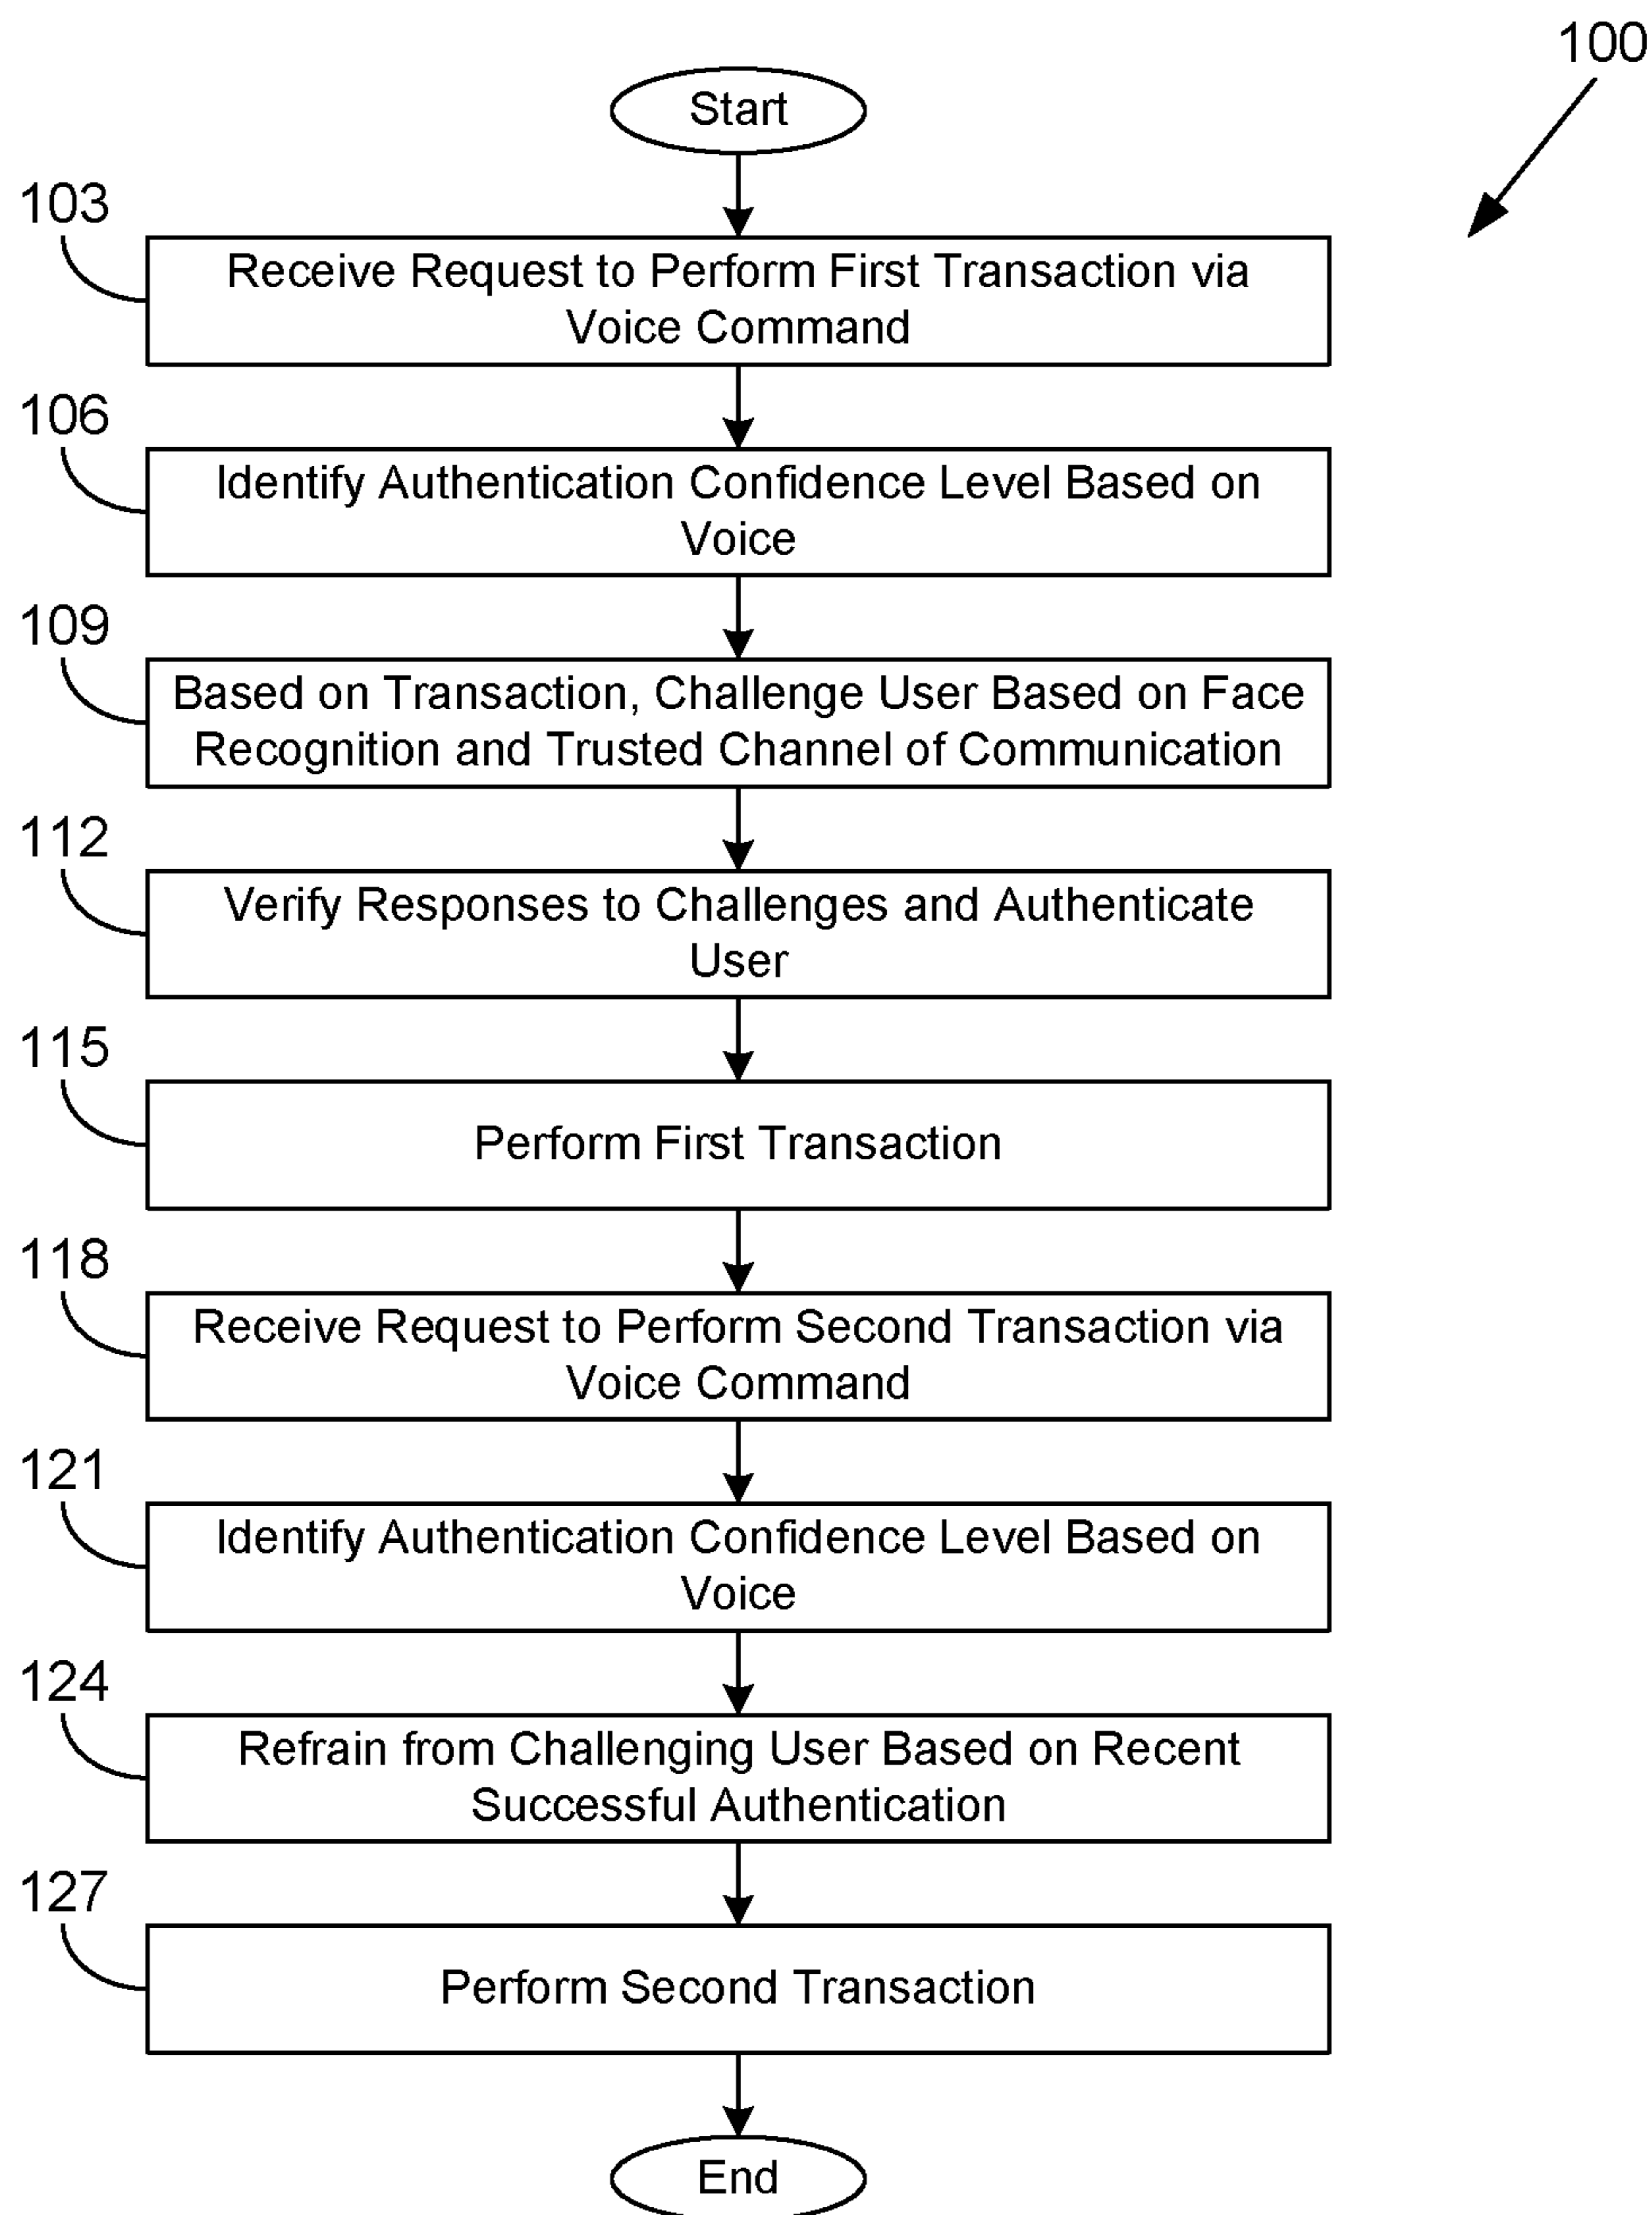 100
Start
103
Receive Request to Perform First Transaction via
Voice Command
106
Identify Authentication Confidence Level Based on
Voice
109
Based on Transaction, Challenge User Based on Face
Recognition and Trusted Channel of Communication
112
Verify Responses to Challenges and Authenticate
User
115
Perform First Transaction
118
Receive Request to Perform Second Transaction via
Voice Command
121
Identify Authentication Confidence Level Based on
Voice
124
Refrain from Challenging User Based on Recent
Successful Authentication
127
Perform Second Transaction
End